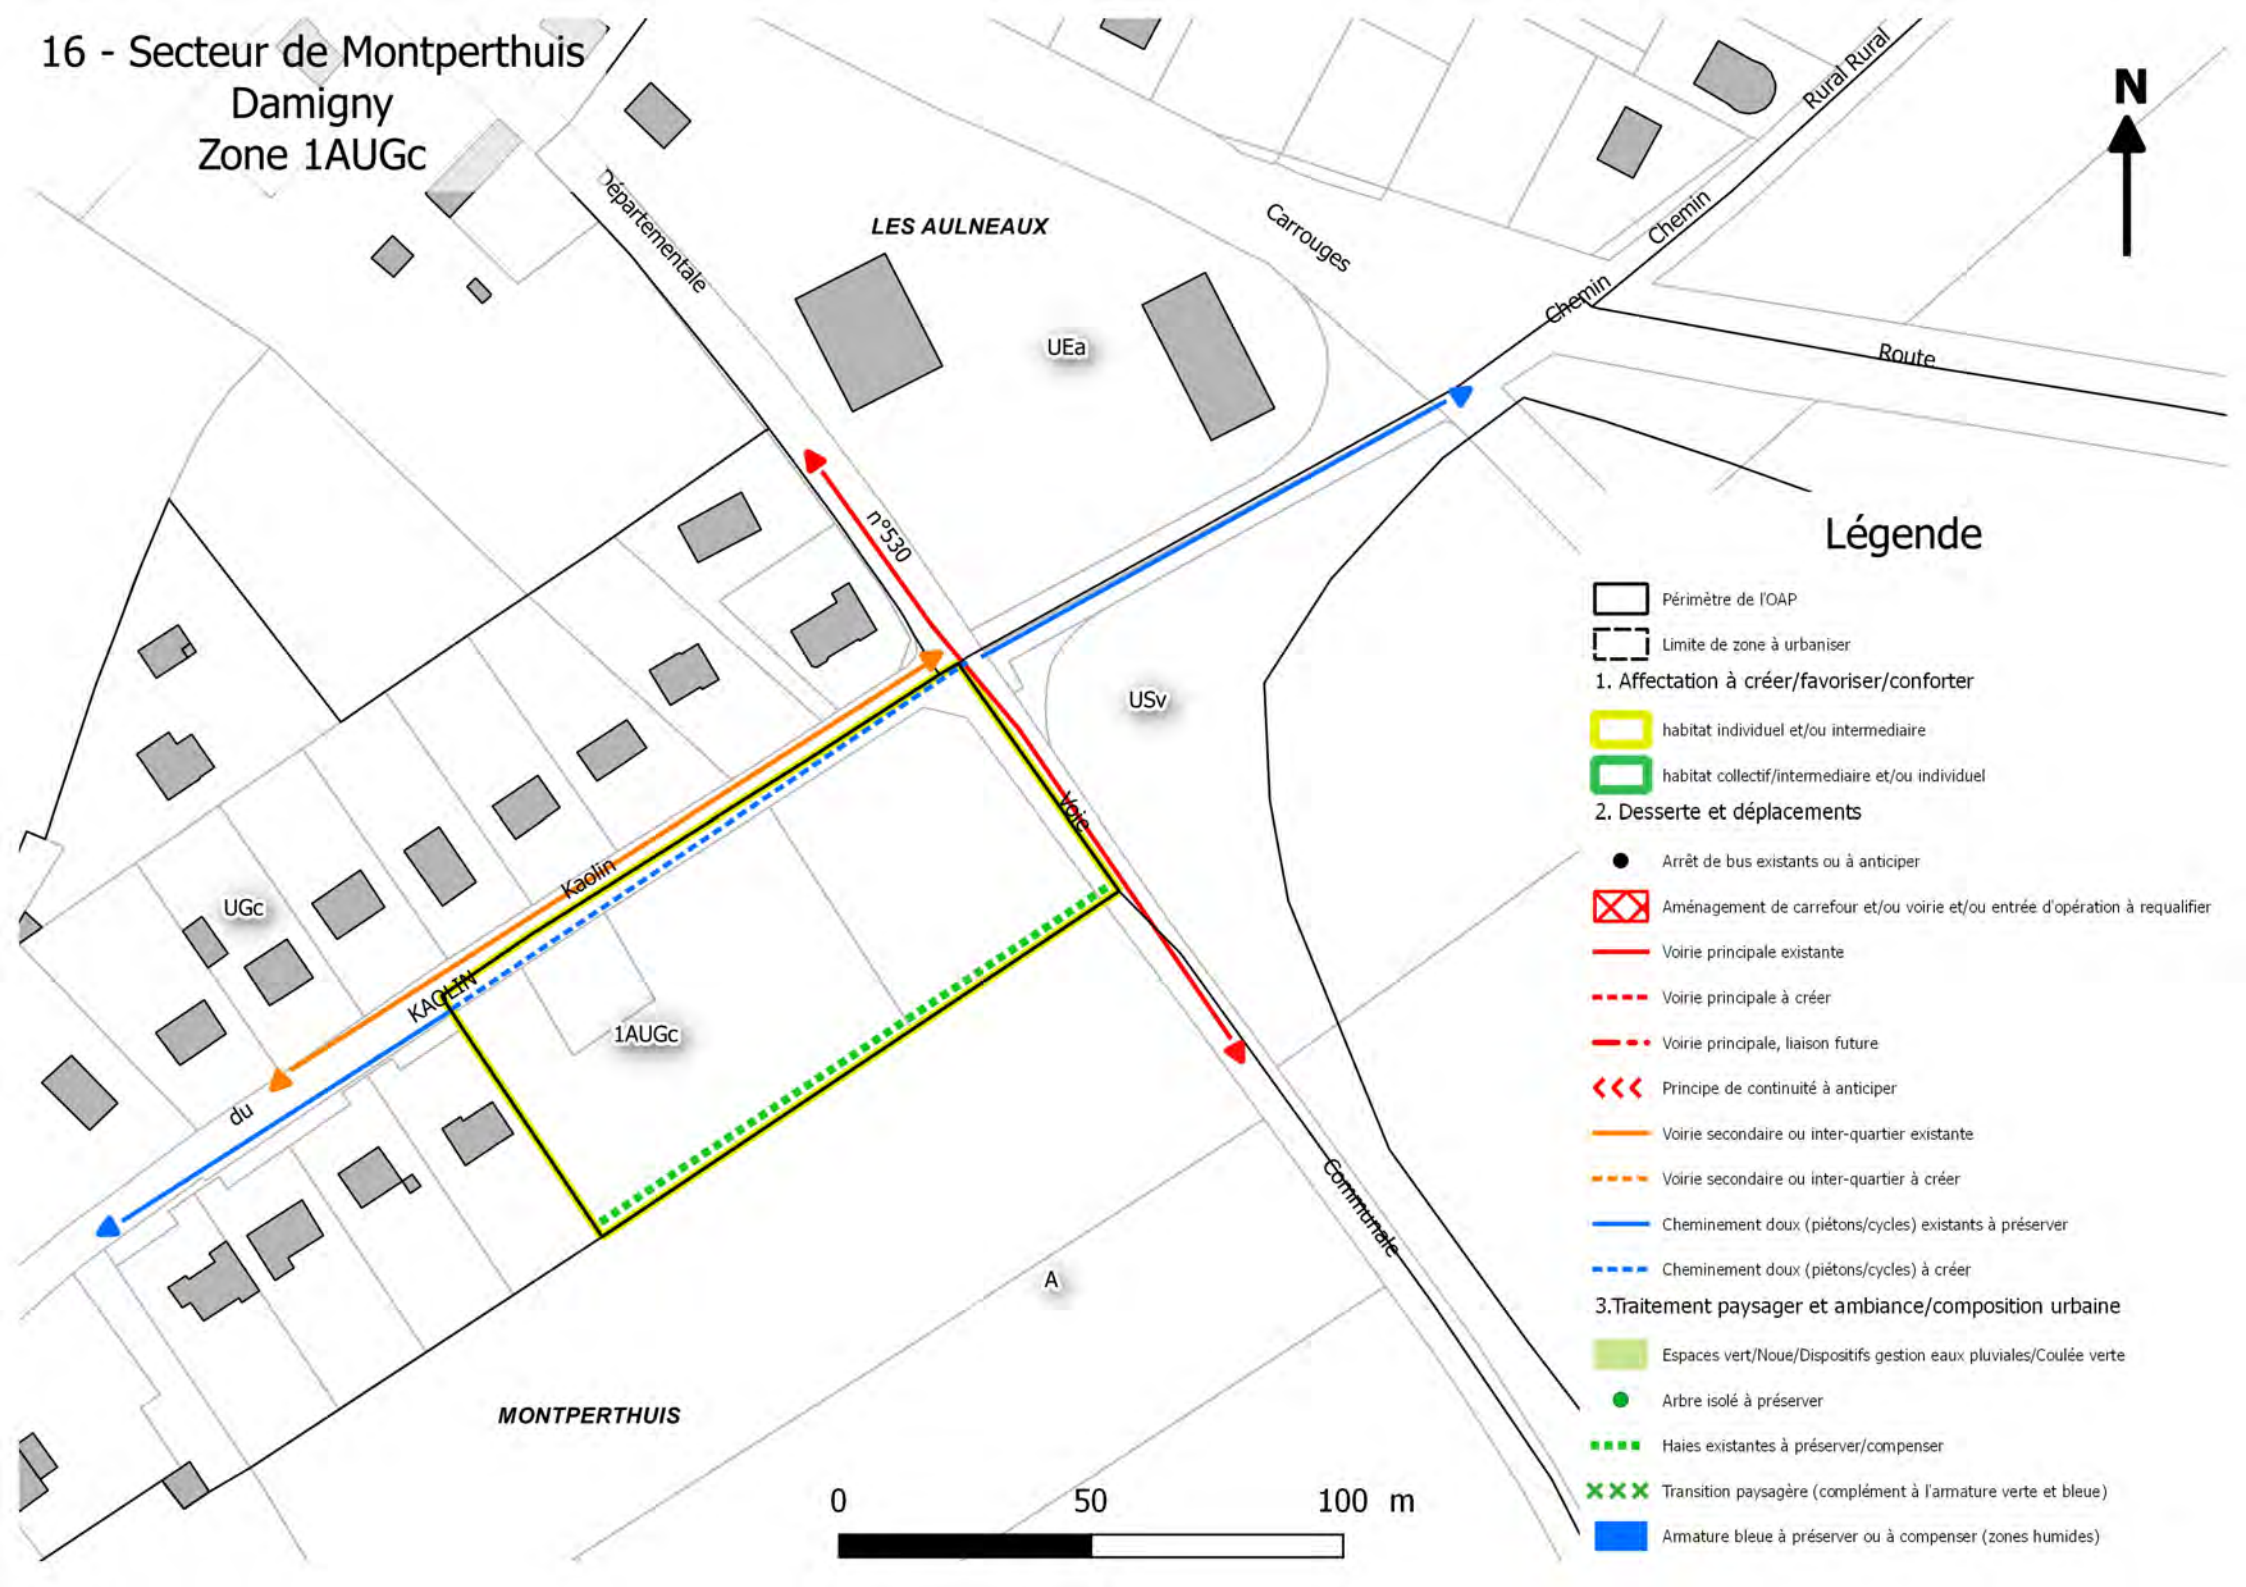 16 - Secteur de Montperthuis
Damigny
Zone 1AUGc
N
Rural Rural
Chemin
Chemin
Carrouges
Route
Départementale
LES AULNEAUX
UEa
n°530
USv
Voie
Kaolin
KAOLIN
UGc
1AUGc
du
Communale
A
MONTPERTHUIS
0 50 100 m
Légende
Périmètre de l'OAP
Limite de zone à urbaniser
1. Affectation à créer/favoriser/conforter
habitat individuel et/ou intermediaire
habitat collectif/intermediaire et/ou individuel
2. Desserte et déplacements
Arrêt de bus existants ou à anticiper
Aménagement de carrefour et/ou voirie et/ou entrée d'opération à requalifier
Voirie principale existante
Voirie principale à créer
Voirie principale, liaison future
Principe de continuité à anticiper
Voirie secondaire ou inter-quartier existante
Voirie secondaire ou inter-quartier à créer
Cheminement doux (piétons/cycles) existants à préserver
Cheminement doux (piétons/cycles) à créer
3.Traitement paysager et ambiance/composition urbaine
Espaces vert/Noue/Dispositifs gestion eaux pluviales/Coulée verte
Arbre isolé à préserver
Haies existantes à préserver/compenser
Transition paysagère (complément à l'armature verte et bleue)
Armature bleue à préserver ou à compenser (zones humides)